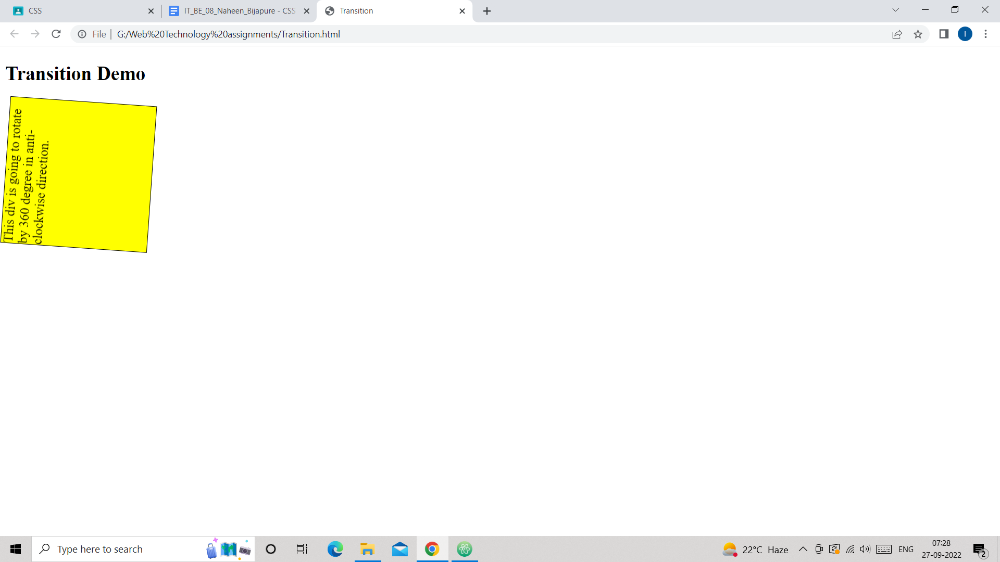 CSS
IT_BE_08_Naheen_Bijapure - CSS
Transition
File
G:/Web%20Technology%20assignments/Transition.html
I
Transition Demo
This div is going to rotate
by 360 degree in anti-
clockwise direction.
Type here to search
22°C Haze
ENG
07:28
27-09-2022
2